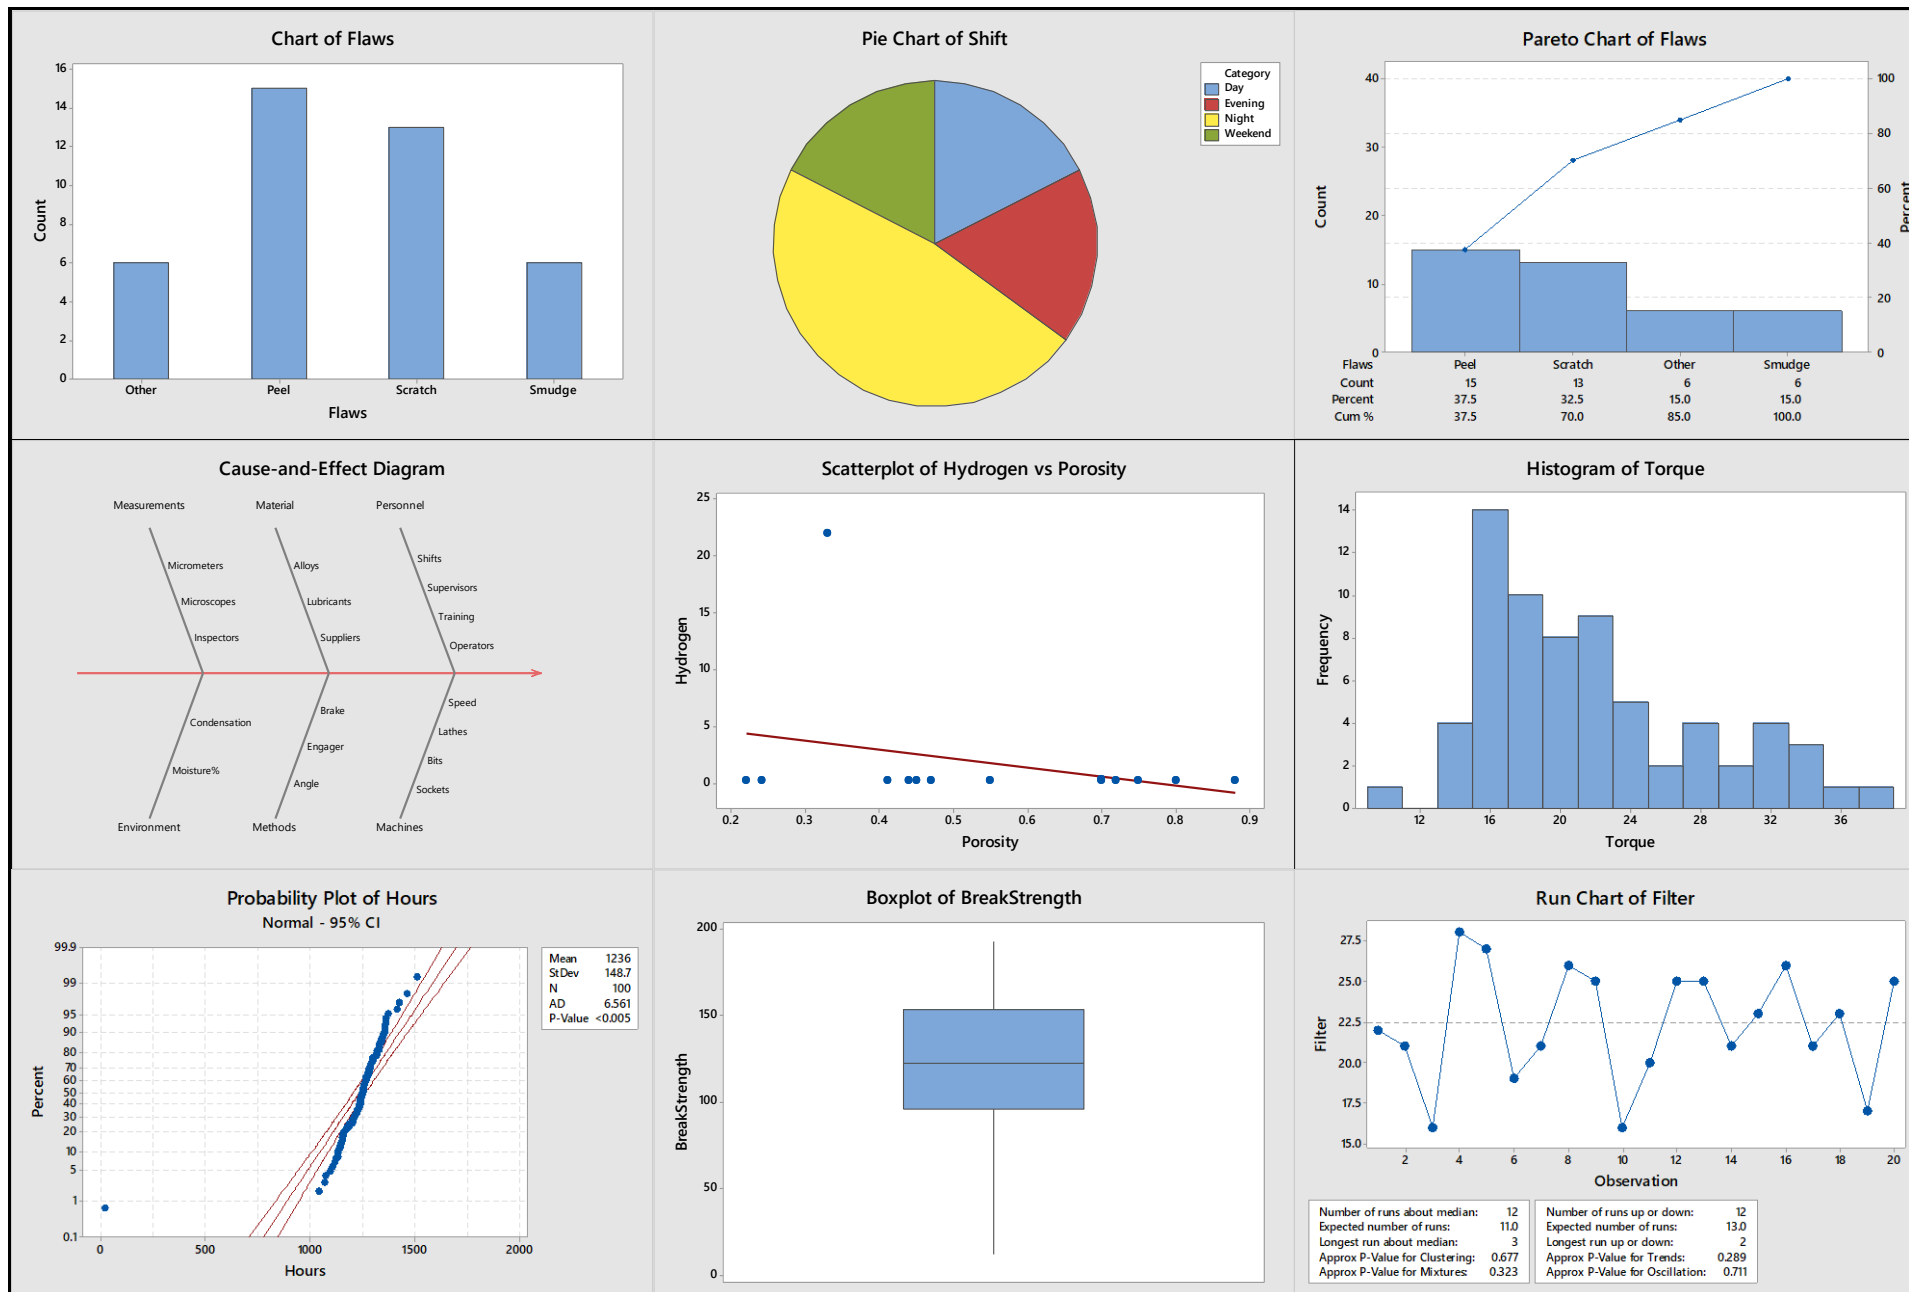 Chart of Flaws
16
14
12
10
8
6
4
2
0
Count
Other Peel Scratch Smudge
Flaws
Pie Chart of Shift
Category
Day
Evening
Night
Weekend
Pareto Chart of Flaws
40
30
20
10
0
Count
100
80
60
40
20
0
Percent
Flaws Peel Scratch Other Smudge
Count 15 13 6 6
Percent 37.5 32.5 15.0 15.0
Cum % 37.5 70.0 85.0 100.0
Cause-and-Effect Diagram
Measurements Material Personnel
Micrometers
Microscopes
Inspectors
Alloys
Lubricants
Suppliers
Shifts
Supervisors
Training
Operators
Condensation
Moisture%
Brake
Engager
Angle
Speed
Lathes
Bits
Sockets
Environment Methods Machines
Scatterplot of Hydrogen vs Porosity
25
20
15
10
5
0
Hydrogen
0.2 0.3 0.4 0.5 0.6 0.7 0.8 0.9
Porosity
Histogram of Torque
14
12
10
8
6
4
2
0
Frequency
12 16 20 24 28 32 36
Torque
Probability Plot of Hours
Normal - 95% CI
99.9
99
95
90
80
70
60
50
40
30
20
10
5
1
0.1
Percent
0 500 1000 1500 2000
Hours
Mean 1236
StDev 148.7
N 100
AD 6.561
P-Value <0.005
Boxplot of BreakStrength
200
150
100
50
0
BreakStrength
Run Chart of Filter
27.5
25.0
22.5
20.0
17.5
15.0
Filter
2 4 6 8 10 12 14 16 18 20
Observation
Number of runs about median: 12
Expected number of runs: 11.0
Longest run about median: 3
Approx P-Value for Clustering: 0.677
Approx P-Value for Mixtures: 0.323
Number of runs up or down: 12
Expected number of runs: 13.0
Longest run up or down: 2
Approx P-Value for Trends: 0.289
Approx P-Value for Oscillation: 0.711